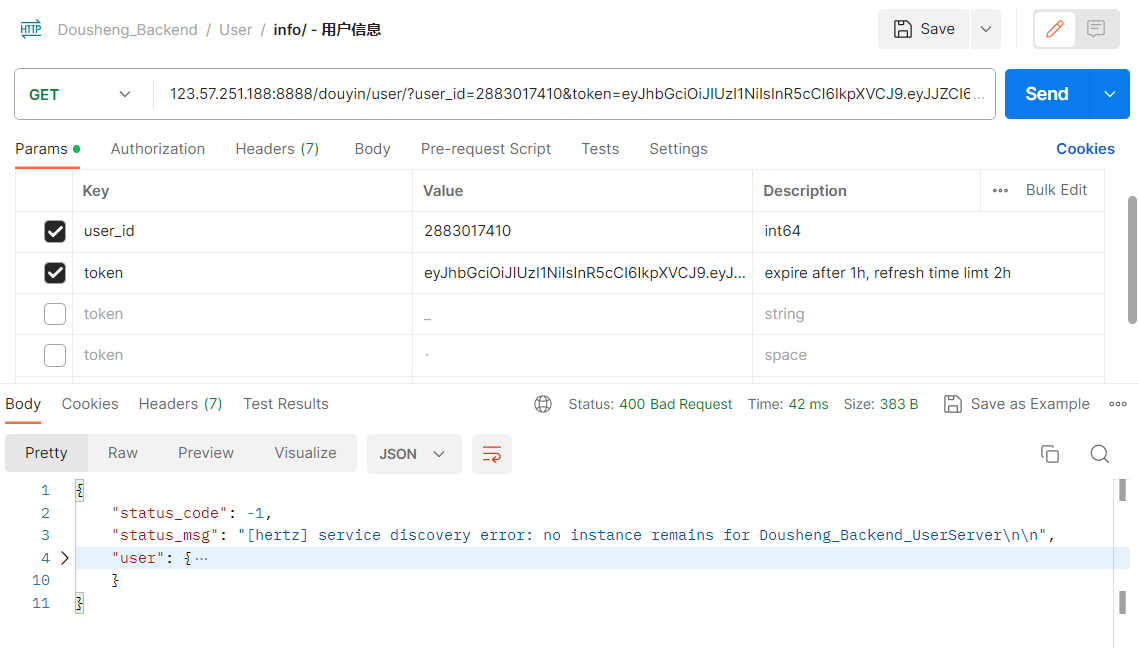 HTTP Dousheng_Backend / User / info/ - 用户信息 Save
GET 123.57.251.188:8888/douyin/user/?user_id=2883017410&token=eyJhbGciOiJIUzI1NiIsInR5cCI6IkpXVCJ9.eyJJZCI6... Send
Params Authorization Headers (7) Body Pre-request Script Tests Settings Cookies
Key Value Description Bulk Edit
user_id 2883017410 int64
token eyJhbGciOiJIUzI1NiIsInR5cCI6IkpXVCJ9.eyJ... expire after 1h, refresh time limt 2h
token _ string
token - space
Body Cookies Headers (7) Test Results Status: 400 Bad Request Time: 42 ms Size: 383 B Save as Example
Pretty Raw Preview Visualize JSON
1 {
2 "status_code": -1,
3 "status_msg": "[hertz] service discovery error: no instance remains for Dousheng_Backend_UserServer\n\n",
4 "user": {...
10 }
11 }